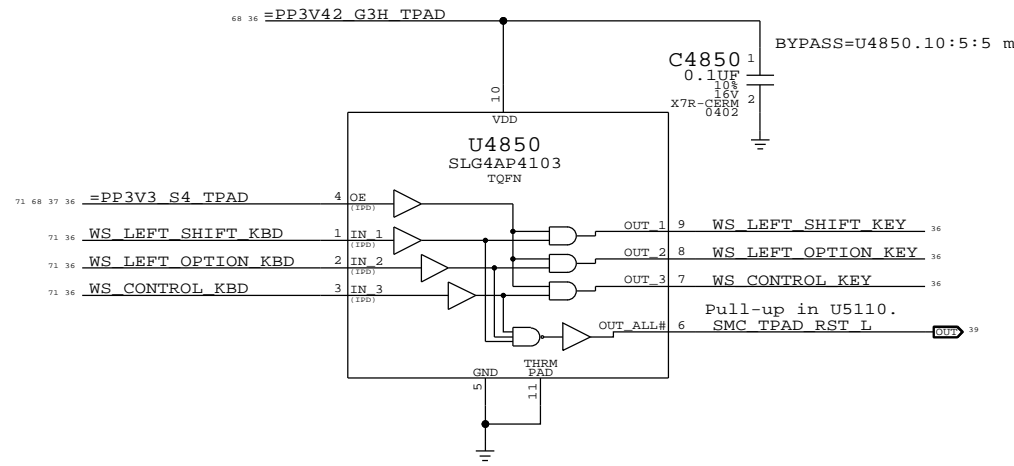 68 36 =PP3V42_G3H_TPAD
BYPASS=U4850.10:5:5 m
C4850 1
0.1UF
10%
16V
X7R-CERM 2
0402
10
VDD
U4850
SLG4AP4103
TQFN
71 68 37 36 =PP3V3_S4_TPAD 4 OE
(IPD)
71 36 WS_LEFT_SHIFT_KBD 1 IN_1
(IPD)
71 36 WS_LEFT_OPTION_KBD 2 IN_2
(IPD)
71 36 WS_CONTROL_KBD 3 IN_3
(IPD)
OUT_1 9 WS_LEFT_SHIFT_KEY 36
OUT_2 8 WS_LEFT_OPTION_KEY 36
OUT_3 7 WS_CONTROL_KEY 36
Pull-up in U5110.
OUT_ALL# 6 SMC_TPAD_RST_L OUT 39
THRM
GND PAD
5 11